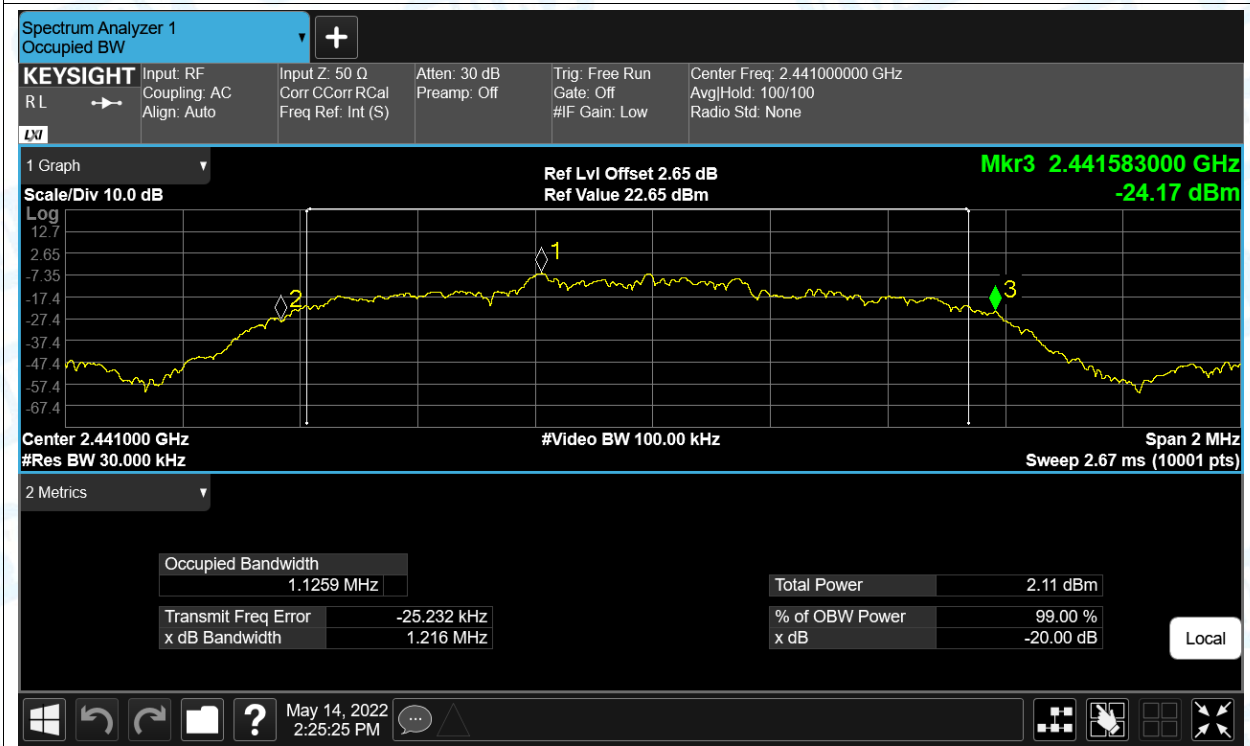 Spectrum Analyzer 1
Occupied BW
KEYSIGHT
R L
LXI
Input: RF
Coupling: AC
Align: Auto
Input Z: 50 Ω
Corr CCorr RCal
Freq Ref: Int (S)
Atten: 30 dB
Preamp: Off
Trig: Free Run
Gate: Off
#IF Gain: Low
Center Freq: 2.441000000 GHz
Avg|Hold: 100/100
Radio Std: None
1 Graph
Scale/Div 10.0 dB
Ref Lvl Offset 2.65 dB
Ref Value 22.65 dBm
Mkr3 2.441583000 GHz
-24.17 dBm
Log
12.7
2.65
-7.35
-17.4
-27.4
-37.4
-47.4
-57.4
-67.4
1
2
3
Center 2.441000 GHz
#Video BW 100.00 kHz
Span 2 MHz
#Res BW 30.000 kHz
Sweep 2.67 ms (10001 pts)
2 Metrics
Occupied Bandwidth
1.1259 MHz
Total Power 2.11 dBm
Transmit Freq Error -25.232 kHz
% of OBW Power 99.00 %
x dB Bandwidth 1.216 MHz
x dB -20.00 dB
Local
?
May 14, 2022
2:25:25 PM